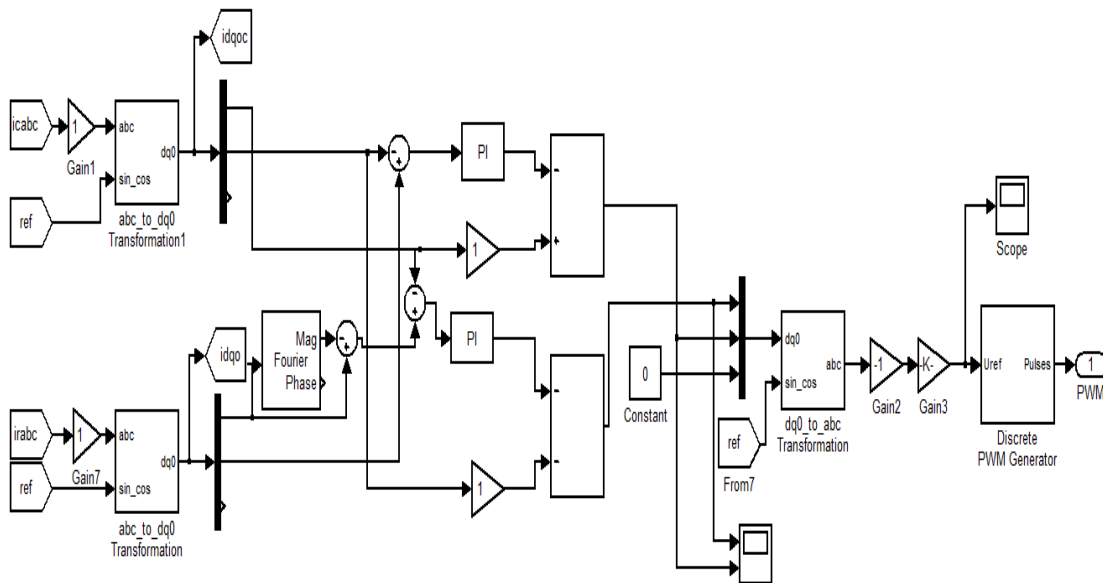 idqoc
icabc
1
Gain1
abc
dq0
sin_cos
ref
abc_to_dq0
Transformation1
-
+
PI
-
+
1
-
+
PI
idqo
Mag
Fourier
Phase
-
+
irabc
1
Gain7
abc
dq0
sin_cos
ref
abc_to_dq0
Transformation
-
-
1
0
Constant
dq0
abc
sin_cos
ref
From7
dq0_to_abc
Transformation
-1
Gain2
-K-
Gain3
Scope
Uref
Pulses
Discrete
PWM Generator
1
PWM